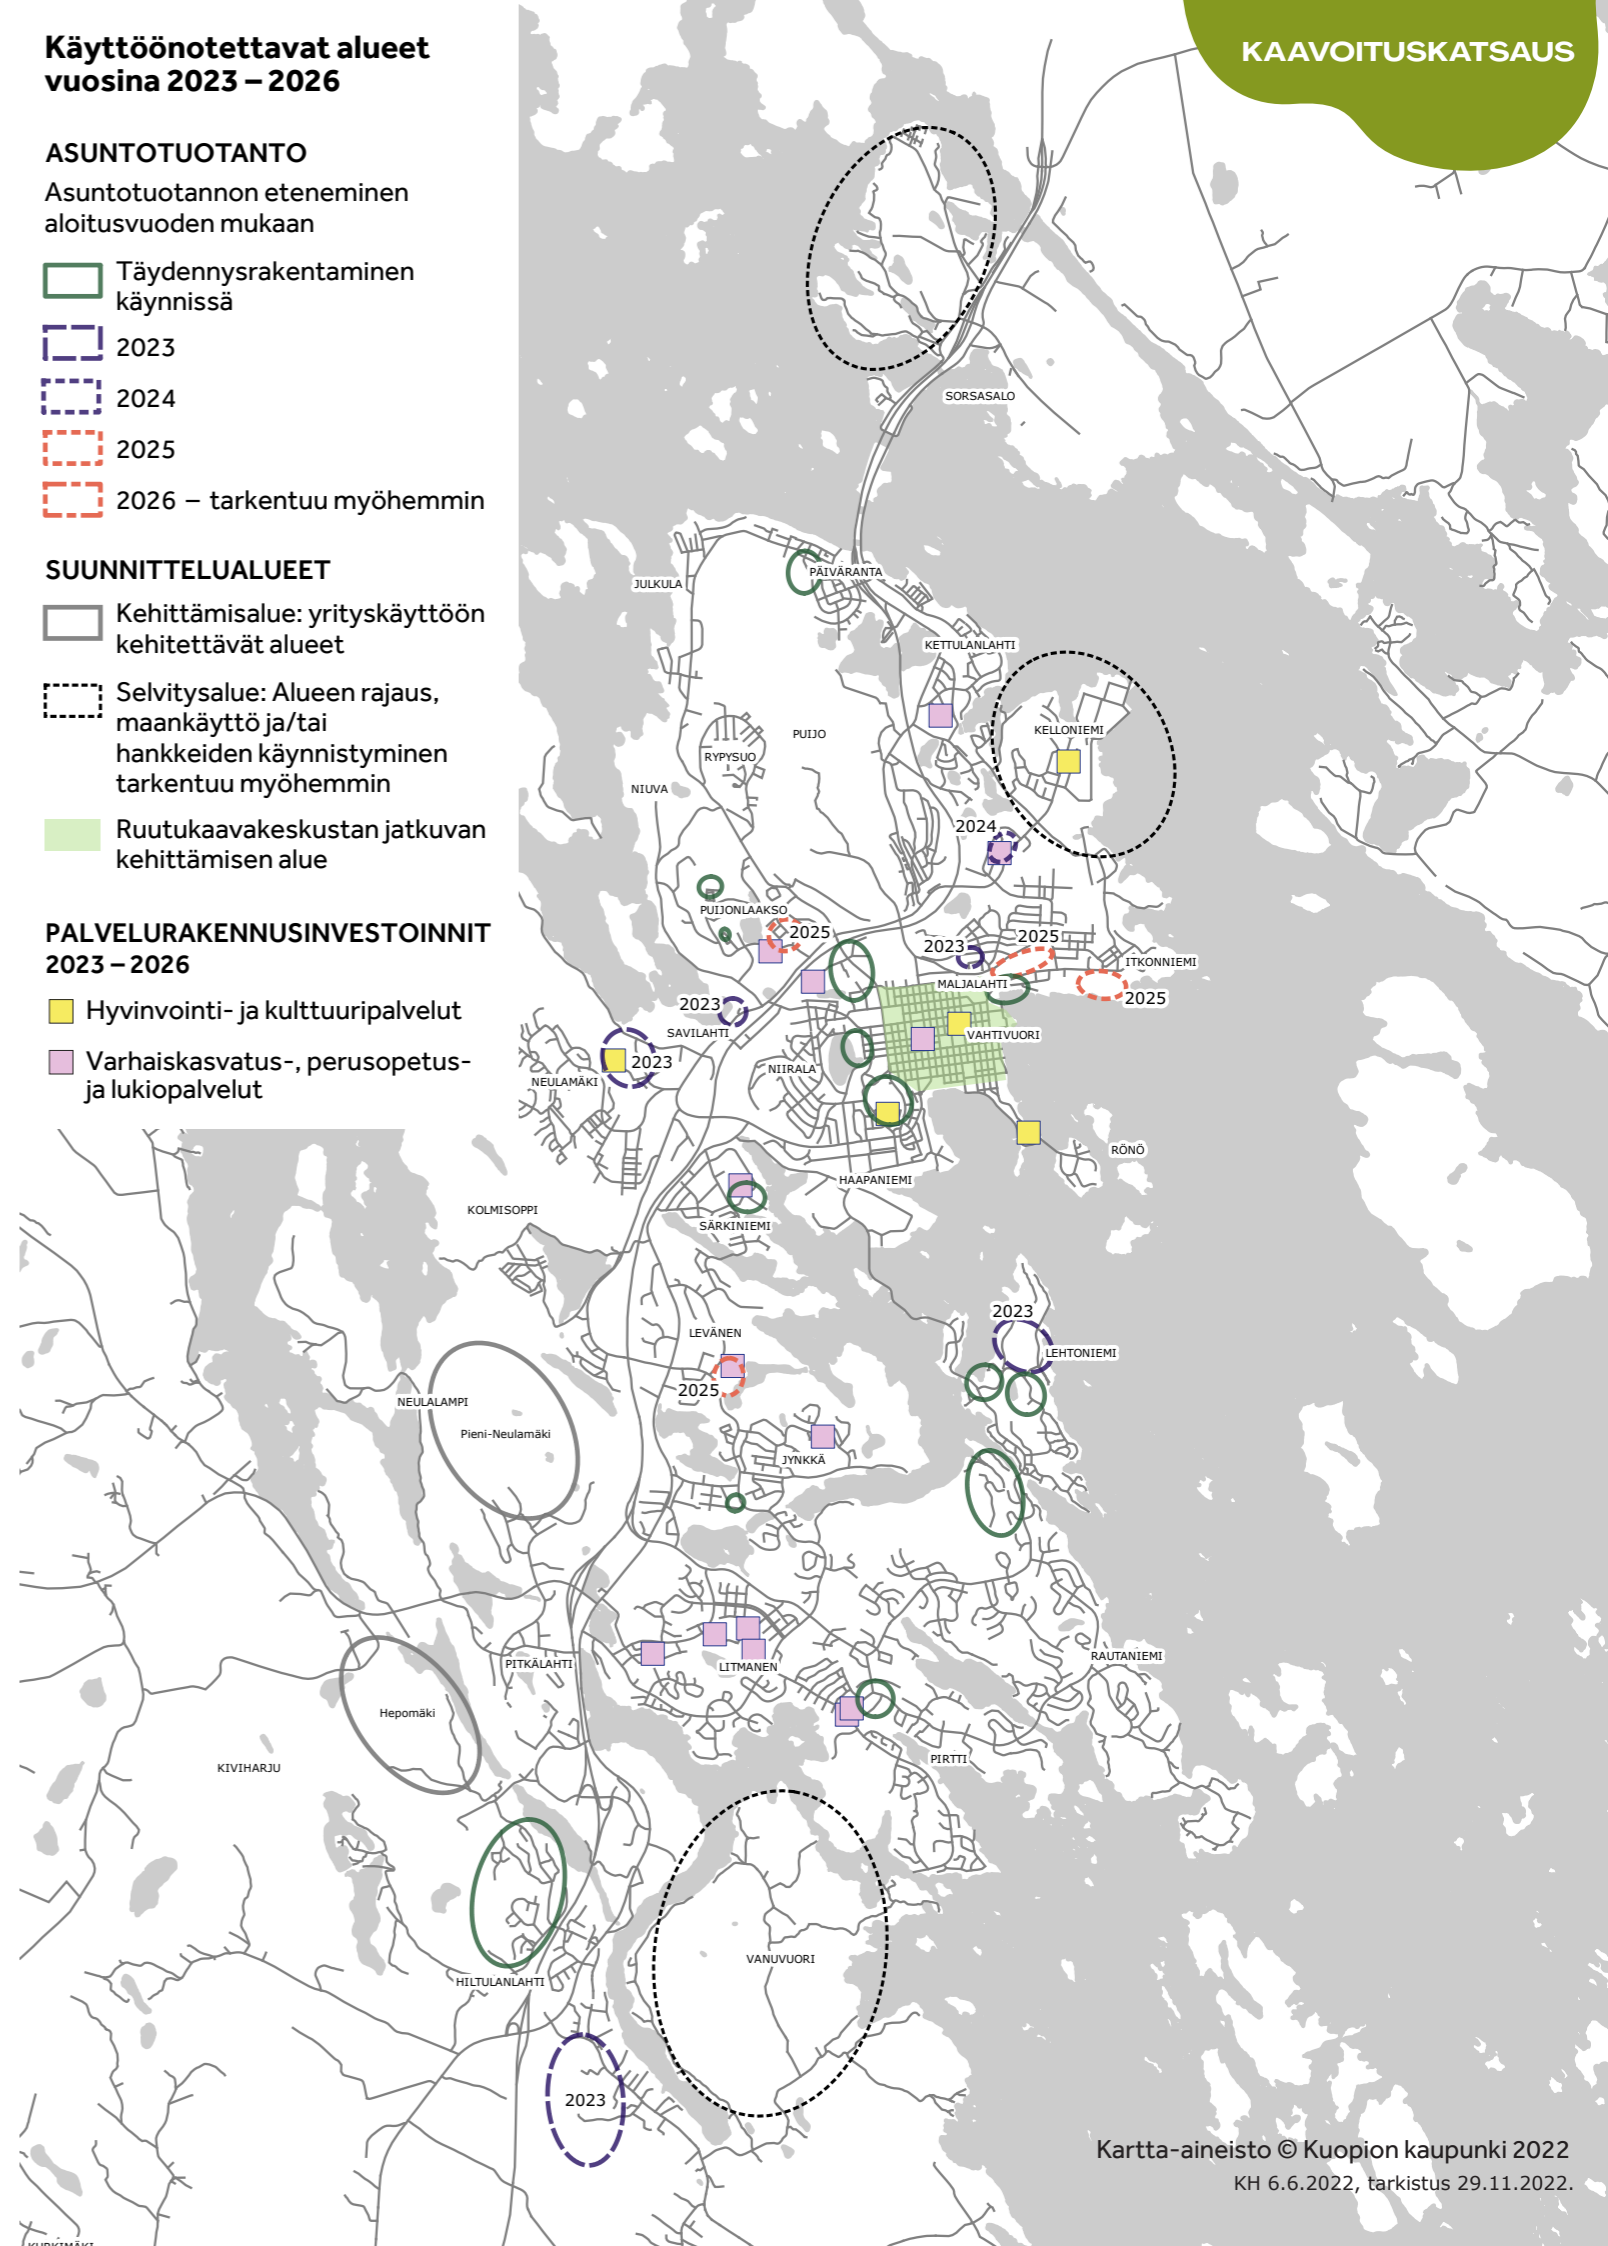 Käyttöönotettavat alueet
vuosina 2023 – 2026
KAAVOITUSKATSAUS
ASUNTOTUOTANTO
Asuntotuotannon eteneminen
aloitusvuoden mukaan
Täydennysrakentaminen
käynnissä
2023
2024
2025
2026 – tarkentuu myöhemmin
SUUNNITTELUALUEET
Kehittämisalue: yrityskäyttöön
kehitettävät alueet
Selvitysalue: Alueen rajaus,
maankäyttö ja/tai
hankkeiden käynnistyminen
tarkentuu myöhemmin
Ruutukaavakeskustan jatkuvan
kehittämisen alue
PALVELURAKENNUSINVESTOINNIT
2023 – 2026
Hyvinvointi- ja kulttuuripalvelut
Varhaiskasvatus-, perusopetus-
ja lukiopalvelut
SORSASALO
PÄIVÄRANTA
JULKULA
KETTULANLAHTI
KELLONIEMI
PUIJO
RYPYSUO
NIUVA
2024
PUIJONLAAKSO
2025
2023
2025
ITKONNIEMI
MALJALAHTI
2025
2023
SAVILAHTI
VAHTIVUORI
2023
NIIRALA
NEULAMÄKI
RÖNÖ
HAAPANIEMI
KOLMISOPPI
SÄRKINIEMI
2023
LEVÄNEN
LEHTONIEMI
2025
NEULALAMPI
Pieni-Neulamäki
JYNKKÄ
RAUTANIEMI
PITKÄLAHTI
LITMANEN
Hepomäki
PIRTTI
KIVIHARJU
VANUVUORI
HILTULANLAHTI
2023
Kartta-aineisto © Kuopion kaupunki 2022
KH 6.6.2022, tarkistus 29.11.2022.